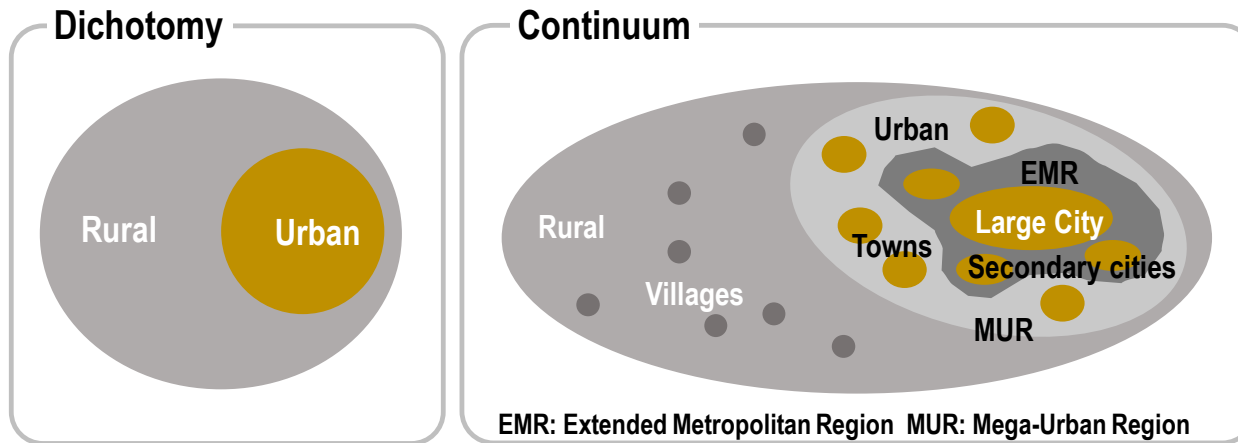 Dichotomy
Rural
Urban
Continuum
Urban
EMR
Rural
Large City
Towns
Secondary cities
Villages
MUR
EMR: Extended Metropolitan Region MUR: Mega-Urban Region